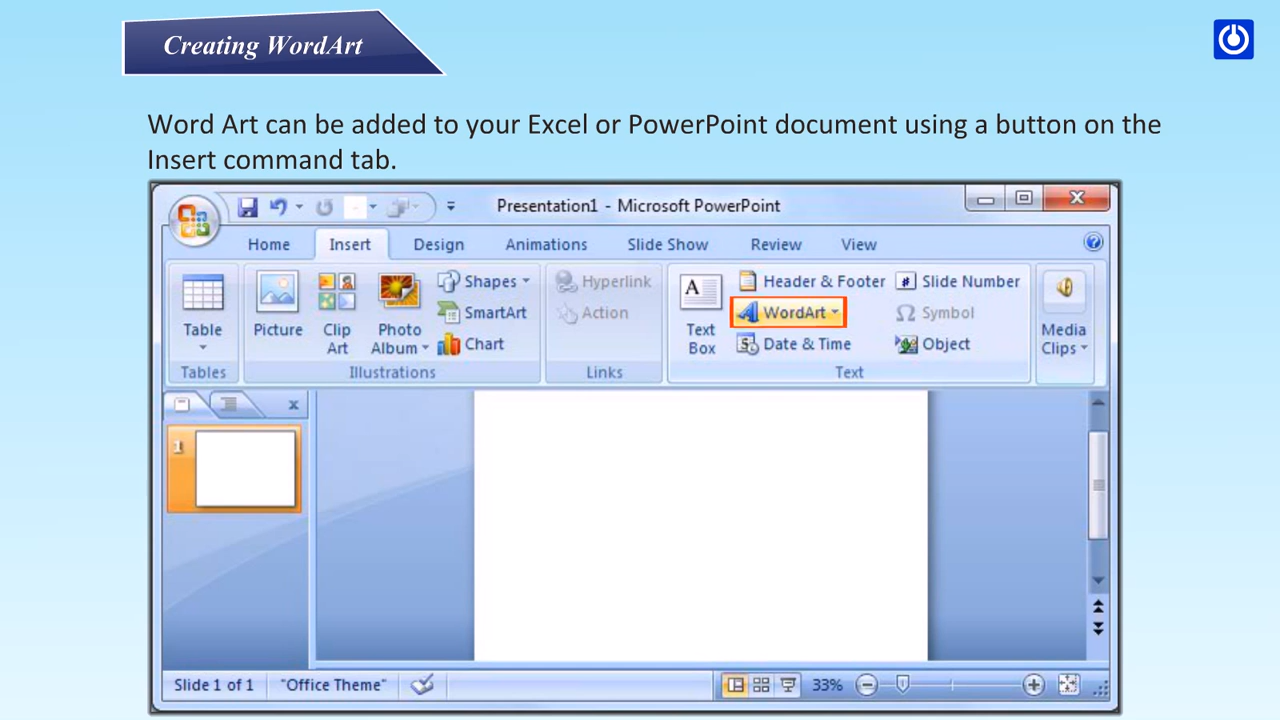 Creating WordArt
Word Art can be added to your Excel or PowerPoint document using a button on the
Insert command tab.
Presentation1 - Microsoft PowerPoint
Home Insert Design Animations Slide Show Review View
Table
Tables
Picture
Clip
Art
Photo
Album
Shapes
SmartArt
Chart
Illustrations
Hyperlink
Action
Links
A
Text
Box
Header & Footer
WordArt
Date & Time
# Slide Number
Ω Symbol
Object
Text
Media
Clips
1
Slide 1 of 1 "Office Theme" 33%